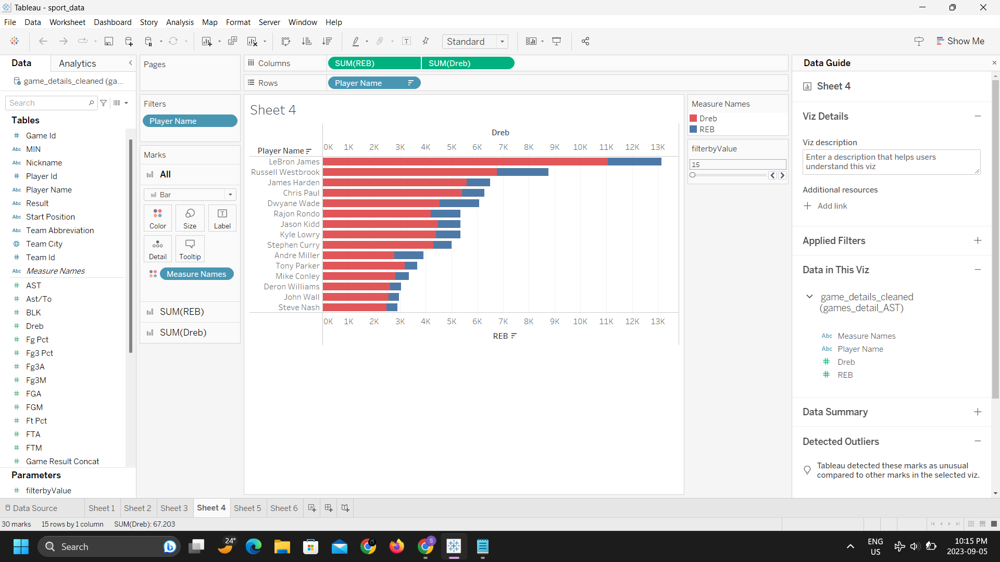 Tableau - sport_data
File Data Worksheet Dashboard Story Analysis Map Format Server Window Help
Standard
Show Me
Data
Analytics
game_details_cleaned (ga...
Search
Tables
# Game Id
Abc MIN
Abc Nickname
# Player Id
Abc Player Name
Abc Result
Abc Start Position
Abc Team Abbreviation
Team City
# Team Id
Abc Measure Names
# AST
# Ast/To
# BLK
# Dreb
# Fg Pct
# Fg3 Pct
# Fg3A
# Fg3M
# FGA
# FGM
# Ft Pct
# FTA
# FTM
# Game Result Concat
Parameters
# filterbyValue
Pages
Filters
Player Name
Marks
All
Bar
Color
Size
Label
Detail
Tooltip
Measure Names
SUM(REB)
SUM(Dreb)
Columns
SUM(REB)
SUM(Dreb)
Rows
Player Name
Sheet 4
Dreb
Player Name
0K 1K 2K 3K 4K 5K 6K 7K 8K 9K 10K 11K 12K 13K
LeBron James
Russell Westbrook
James Harden
Chris Paul
Dwyane Wade
Rajon Rondo
Jason Kidd
Kyle Lowry
Stephen Curry
Andre Miller
Tony Parker
Mike Conley
Deron Williams
John Wall
Steve Nash
0K 1K 2K 3K 4K 5K 6K 7K 8K 9K 10K 11K 12K 13K
REB
Measure Names
Dreb
REB
filterbyValue
15
Data Guide
Sheet 4
Viz Details
Viz description
Enter a description that helps users
understand this viz
Additional resources
Add link
Applied Filters
Data in This Viz
game_details_cleaned
(games_detail_AST)
Abc Measure Names
Abc Player Name
# Dreb
# REB
Data Summary
Detected Outliers
Tableau detected these marks as unusual
compared to other marks in the selected viz.
Data Source
Sheet 1
Sheet 2
Sheet 3
Sheet 4
Sheet 5
Sheet 6
30 marks
15 rows by 1 column
SUM(Dreb): 67,203
Search
24°
S
ENG
US
10:15 PM
2023-09-05